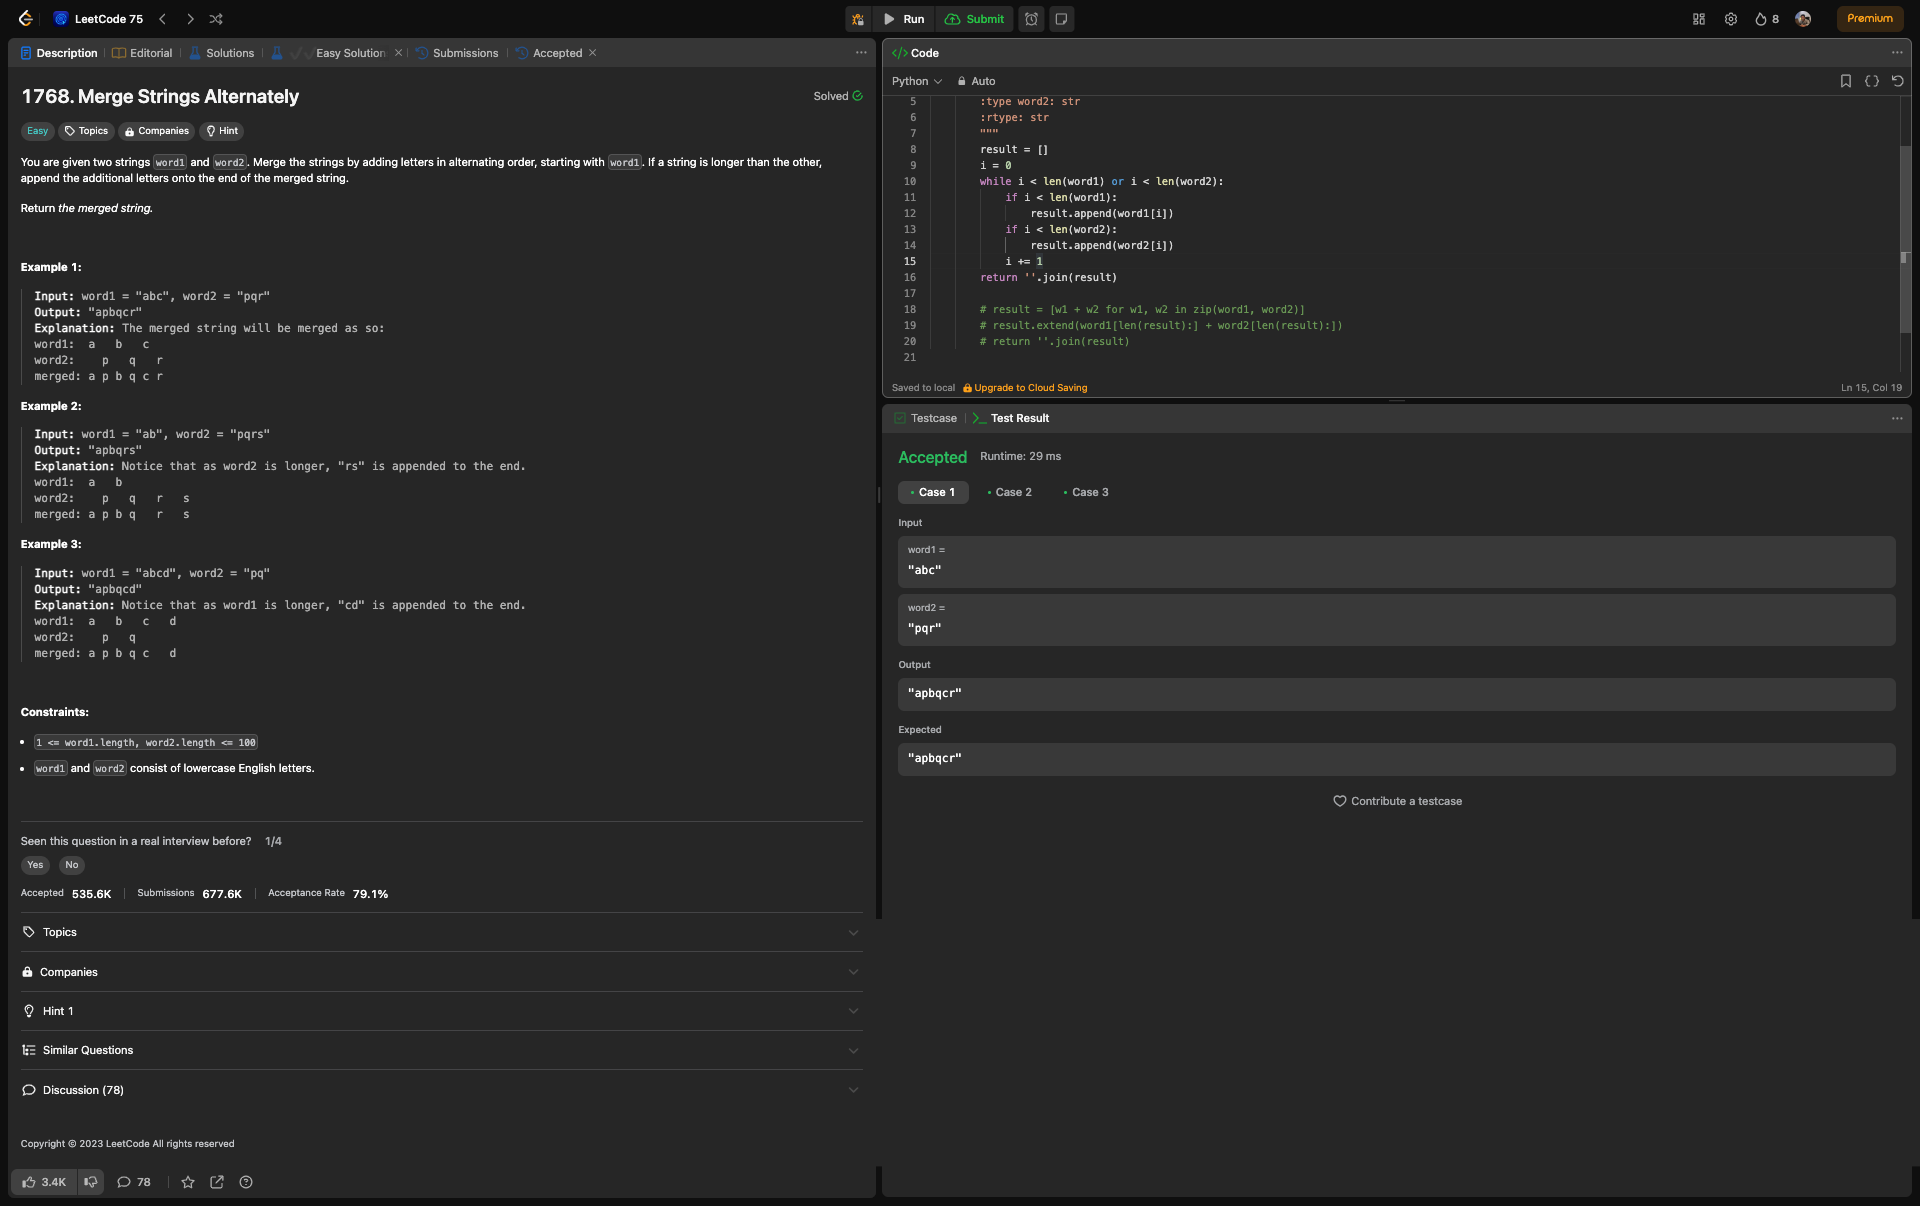 LeetCode 75
Run
Submit
8
Premium
Description
Editorial
Solutions
Easy Solution
Submissions
Accepted
1768. Merge Strings Alternately
Solved
Easy
Topics
Companies
Hint
You are given two strings word1 and word2. Merge the strings by adding letters in alternating order, starting with word1. If a string is longer than the other,
append the additional letters onto the end of the merged string.
Return the merged string.
Example 1:
Input: word1 = "abc", word2 = "pqr"
Output: "apbqcr"
Explanation: The merged string will be merged as so:
word1:  a   b   c
word2:    p   q   r
merged: a p b q c r
Example 2:
Input: word1 = "ab", word2 = "pqrs"
Output: "apbqrs"
Explanation: Notice that as word2 is longer, "rs" is appended to the end.
word1:  a   b
word2:    p   q   r   s
merged: a p b q   r   s
Example 3:
Input: word1 = "abcd", word2 = "pq"
Output: "apbqcd"
Explanation: Notice that as word1 is longer, "cd" is appended to the end.
word1:  a   b   c   d
word2:    p   q
merged: a p b q c   d
Constraints:
• 1 <= word1.length, word2.length <= 100
• word1 and word2 consist of lowercase English letters.
Seen this question in a real interview before? 1/4
Yes
No
Accepted 535.6K
Submissions 677.6K
Acceptance Rate 79.1%
Topics
Companies
Hint 1
Similar Questions
Discussion (78)
Copyright © 2023 LeetCode All rights reserved
3.4K
78
</> Code
Python
Auto
5 :type word2: str
6 :rtype: str
7 """
8 result = []
9 i = 0
10 while i < len(word1) or i < len(word2):
11 if i < len(word1):
12 result.append(word1[i])
13 if i < len(word2):
14 result.append(word2[i])
15 i += 1
16 return ''.join(result)
17
18 # result = [w1 + w2 for w1, w2 in zip(word1, word2)]
19 # result.extend(word1[len(result):] + word2[len(result):])
20 # return ''.join(result)
21
Saved to local
Upgrade to Cloud Saving
Ln 15, Col 19
Testcase
>_ Test Result
Accepted
Runtime: 29 ms
• Case 1
• Case 2
• Case 3
Input
word1 =
"abc"
word2 =
"pqr"
Output
"apbqcr"
Expected
"apbqcr"
Contribute a testcase